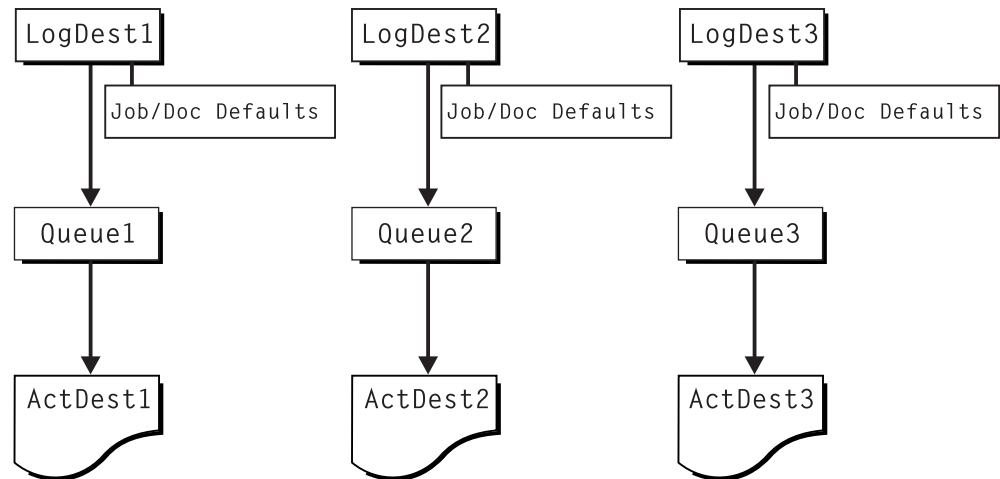 LogDest1
LogDest2
LogDest3
Job/Doc Defaults
Job/Doc Defaults
Job/Doc Defaults
Queue1
Queue2
Queue3
ActDest1
ActDest2
ActDest3